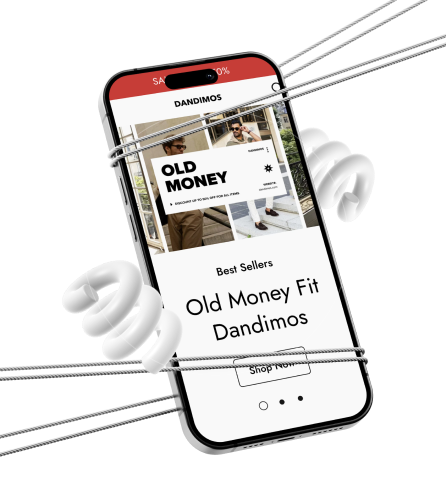 SA 0%
DANDIMOS
OLD
MONEY
DISCOUNT UP TO 50% OFF FOR ALL ITEMS
WEBSITE:
Best Sellers
Old Money Fit
Dandimos
Shop Now